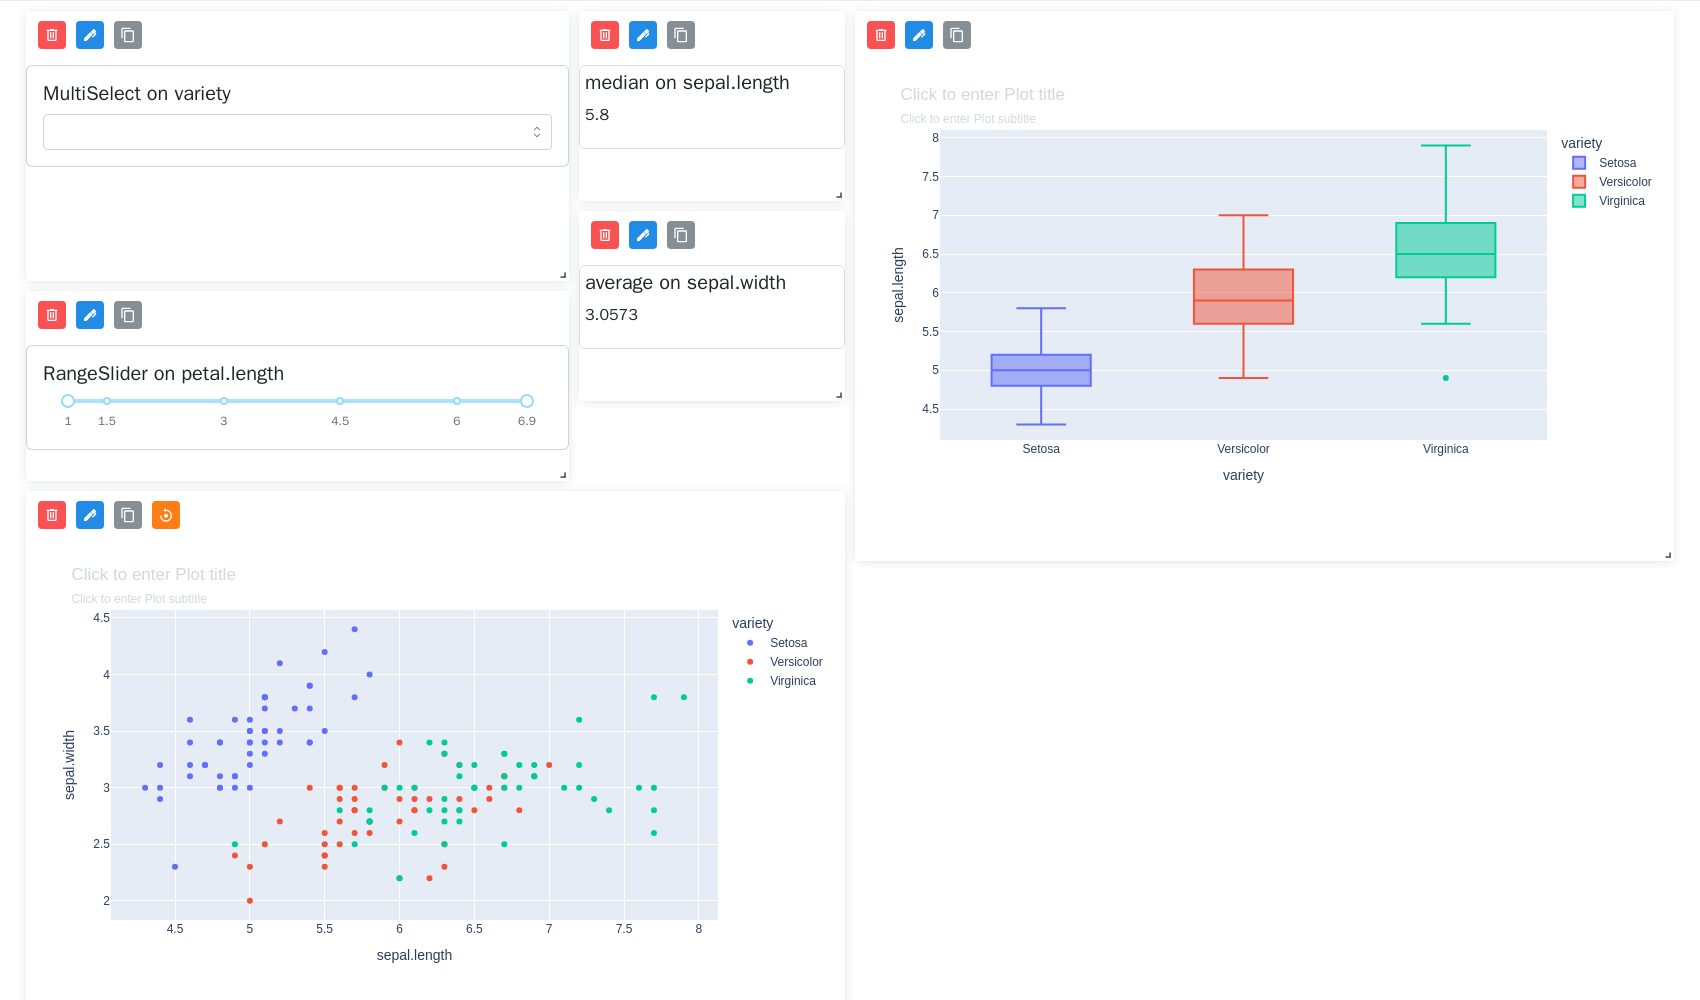 MultiSelect on variety
RangeSlider on petal.length
1 1.5 3 4.5 6 6.9
median on sepal.length
5.8
average on sepal.width
3.0573
Click to enter Plot title
Click to enter Plot subtitle
8
7.5
7
6.5
6
5.5
5
4.5
sepal.length
Setosa Versicolor Virginica
variety
variety
Setosa
Versicolor
Virginica
Click to enter Plot title
Click to enter Plot subtitle
4.5
4
3.5
3
2.5
2
sepal.width
4.5 5 5.5 6 6.5 7 7.5 8
sepal.length
variety
Setosa
Versicolor
Virginica